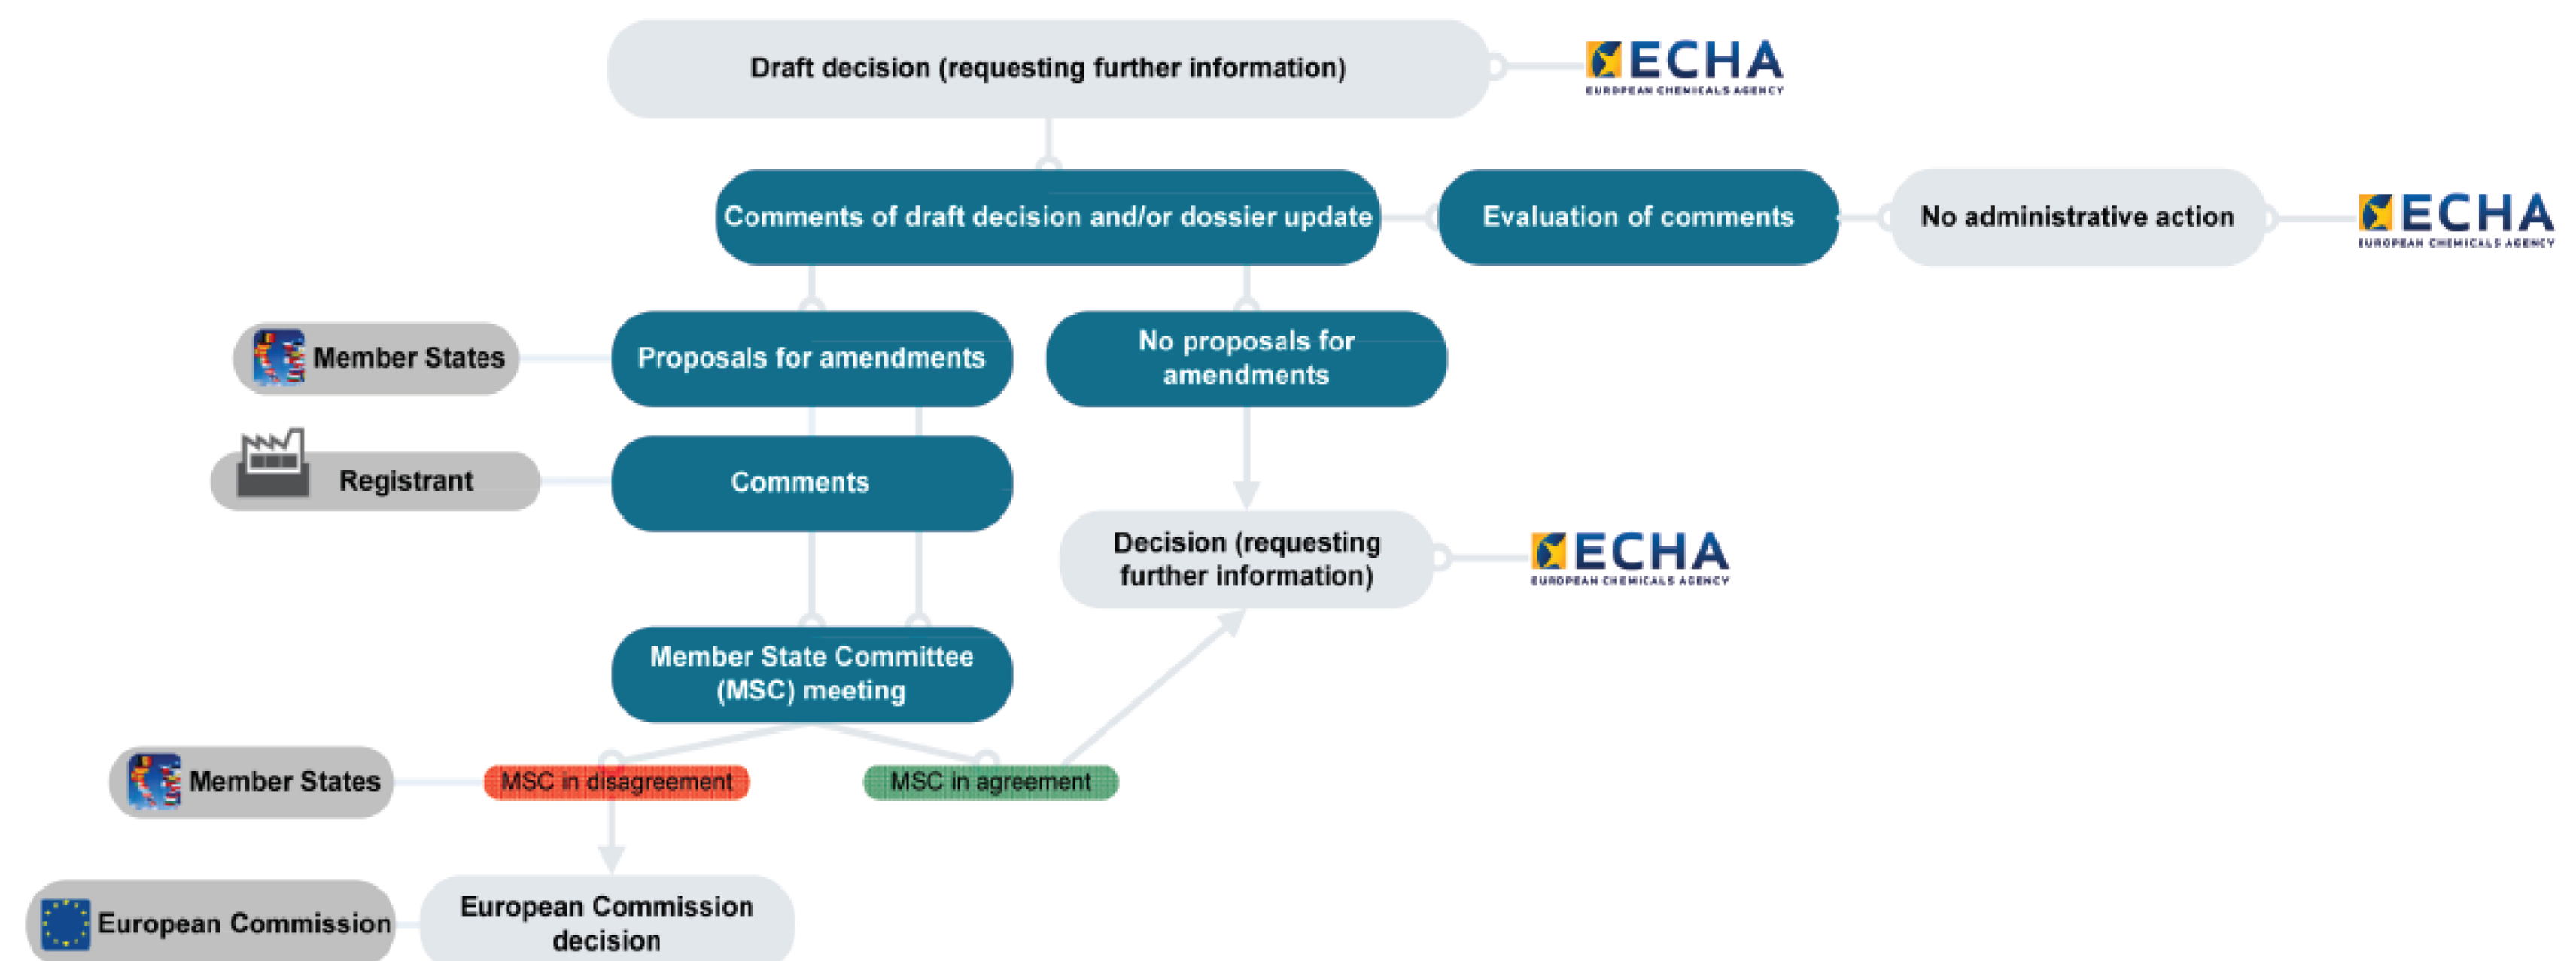 Draft decision (requesting further information)
ECHA
EUROPEAN CHEMICALS AGENCY
Comments of draft decision and/or dossier update
Evaluation of comments
No administrative action
ECHA
EUROPEAN CHEMICALS AGENCY
Member States
Proposals for amendments
No proposals for
amendments
Registrant
Comments
Decision (requesting
further information)
ECHA
EUROPEAN CHEMICALS AGENCY
Member State Committee
(MSC) meeting
Member States
MSC in disagreement
MSC in agreement
European Commission
European Commission
decision